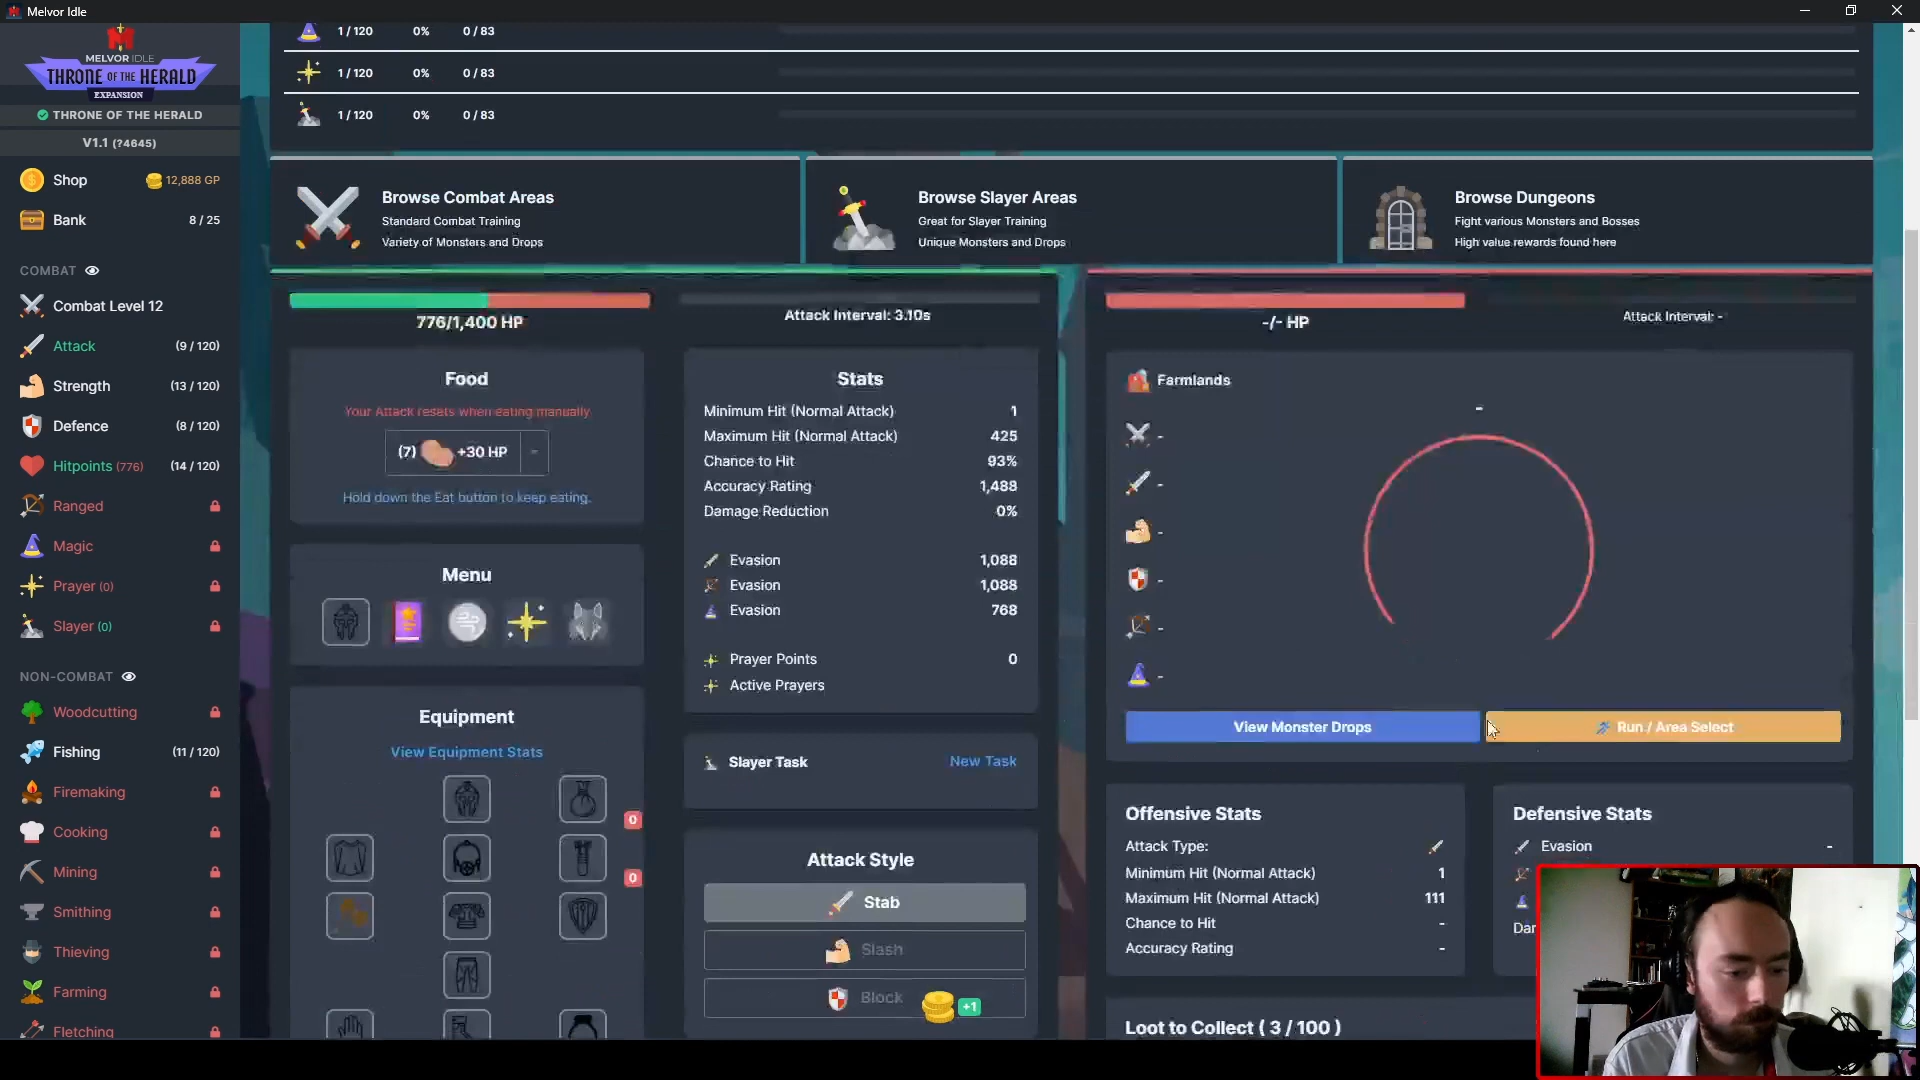 Melvor Idle
MELVOR IDLE
THRONE OF THE HERALD
EXPANSION
THRONE OF THE HERALD
V1.1 (?4645)
Shop 12,888 GP
Bank 8 / 25
COMBAT
Combat Level 12
Attack (9 / 120)
Strength (13 / 120)
Defence (8 / 120)
Hitpoints (776) (14 / 120)
Ranged
Magic
Prayer (0)
Slayer (0)
NON-COMBAT
Woodcutting
Fishing (11 / 120)
Firemaking
Cooking
Mining
Smithing
Thieving
Farming
Fletching
1 / 120 0% 0 / 83
1 / 120 0% 0 / 83
1 / 120 0% 0 / 83
Browse Combat Areas
Standard Combat Training
Variety of Monsters and Drops
Browse Slayer Areas
Great for Slayer Training
Unique Monsters and Drops
Browse Dungeons
Fight various Monsters and Bosses
High value rewards found here
776/1,400 HP
Attack Interval: 3.10s
Food
Your Attack resets when eating manually
(7) +30 HP -
Hold down the Eat button to keep eating.
Menu
Equipment
View Equipment Stats
0
0
Stats
Minimum Hit (Normal Attack) 1
Maximum Hit (Normal Attack) 425
Chance to Hit 93%
Accuracy Rating 1,488
Damage Reduction 0%
Evasion 1,088
Evasion 1,088
Evasion 768
Prayer Points 0
Active Prayers
Slayer Task New Task
Attack Style
Stab
Slash
Block
+1
-/- HP
Attack Interval: -
Farmlands
-
-
-
-
-
-
-
View Monster Drops
Run / Area Select
Offensive Stats
Attack Type:
Minimum Hit (Normal Attack) 1
Maximum Hit (Normal Attack) 111
Chance to Hit -
Accuracy Rating -
Defensive Stats
Evasion -
Loot to Collect ( 3 / 100 )